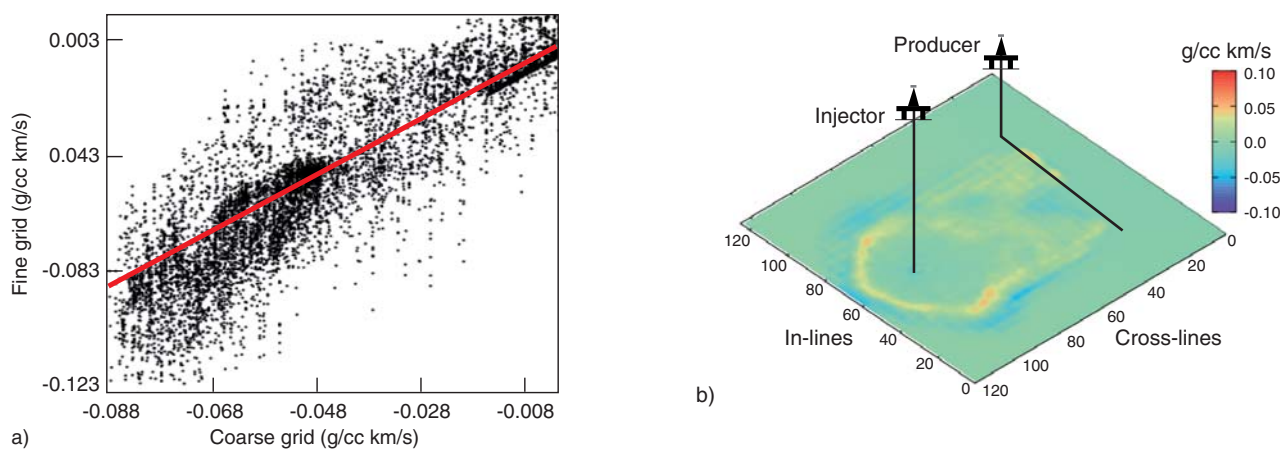 0.003
0.043
-0.083
-0.123
Fine grid (g/cc km/s)
-0.088 -0.068 -0.048 -0.028 -0.008
Coarse grid (g/cc km/s)
a)
Producer
Injector
g/cc km/s
0.10
0.05
0.0
-0.05
-0.10
120
100
80
60
40
20
0
In-lines
0
20
40
60
80
100
120
Cross-lines
b)